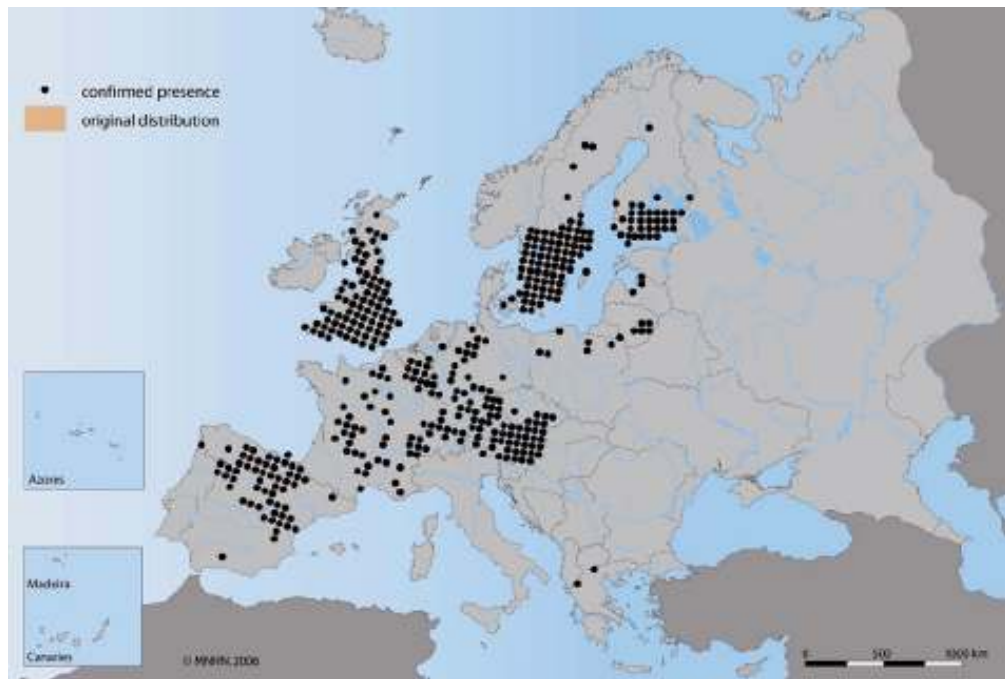 confirmed presence
original distribution
Azores
Madeira
Canaries
© MNHN, 2006
0 500 1000 km